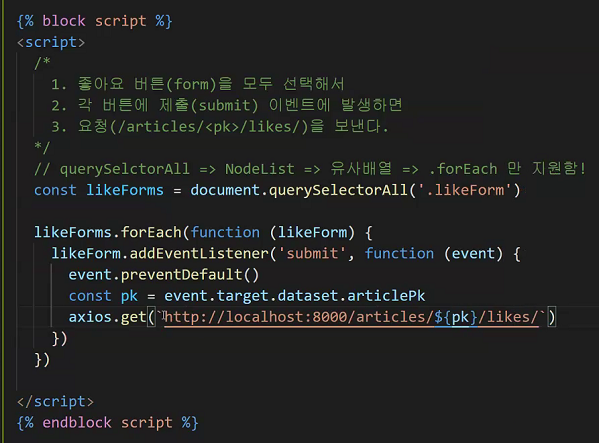 {% block script %}
<script>
/*
1. 좋아요 버튼(form)을 모두 선택해서
2. 각 버튼에 제출(submit) 이벤트에 발생하면
3. 요청(/articles/<pk>/likes/)을 보낸다.
*/
// querySelctorAll => NodeList => 유사배열 => .forEach 만 지원함!
const likeForms = document.querySelectorAll('.likeForm')
likeForms.forEach(function (likeForm) {
likeForm.addEventListener('submit', function (event) {
event.preventDefault()
const pk = event.target.dataset.articlePk
axios.get(`http://localhost:8000/articles/${pk}/likes/`)
})
})
</script>
{% endblock script %}